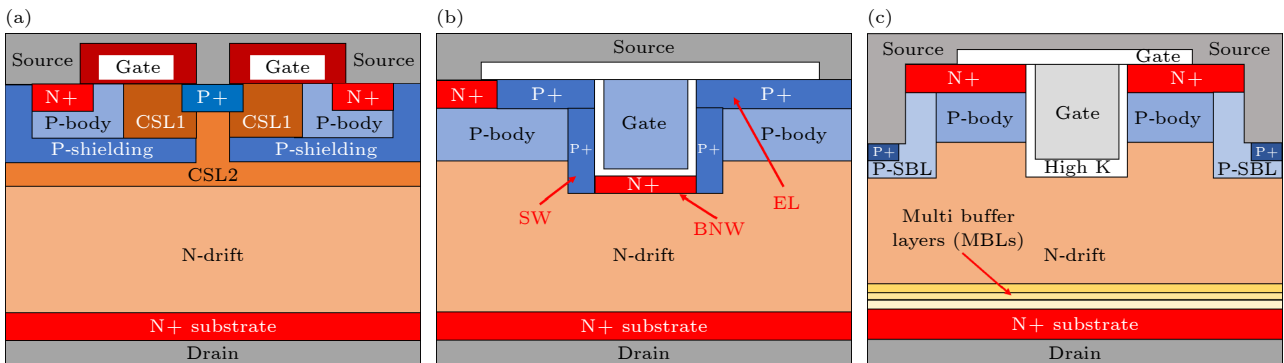 (a)
Source
Gate
Gate
Source
N+
P+
N+
P-body
CSL1
CSL1
P-body
P-shielding
P-shielding
CSL2
N-drift
N+ substrate
Drain
(b)
Source
N+
P+
P+
P-body
Gate
P-body
P+
P+
N+
SW
BNW
EL
N-drift
N+ substrate
Drain
(c)
Source
Gate
Source
N+
N+
P-body
Gate
P-body
P+
P+
P-SBL
High K
P-SBL
Multi buffer
layers (MBLs)
N-drift
N+ substrate
Drain